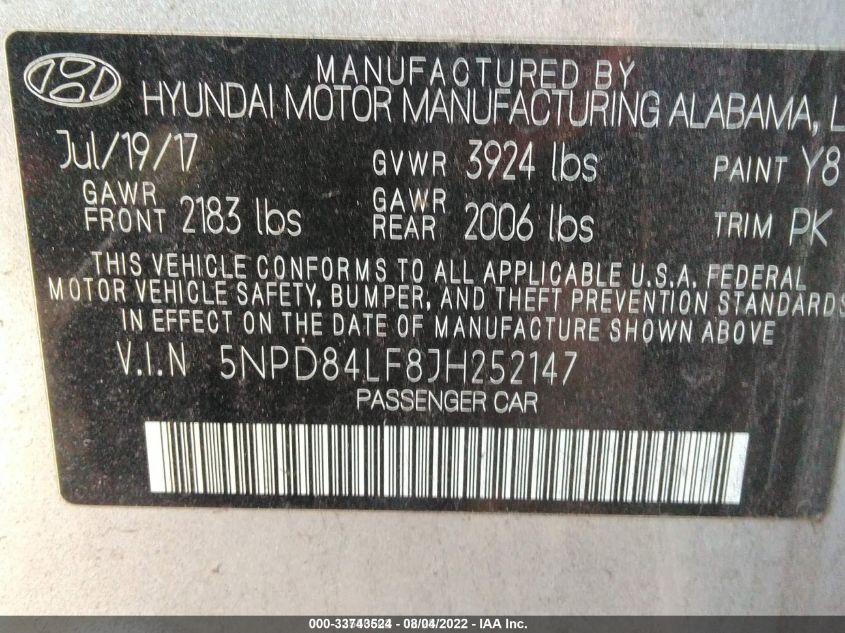 MANUFACTURED BY
HYUNDAI MOTOR MANUFACTURING ALABAMA, L
Jul/19/17 GVWR 3924 lbs PAINT Y8
GAWR FRONT 2183 lbs GAWR REAR 2006 lbs TRIM PK
THIS VEHICLE CONFORMS TO ALL APPLICABLE U.S.A. FEDERAL
MOTOR VEHICLE SAFETY, BUMPER, AND THEFT PREVENTION STANDARDS
IN EFFECT ON THE DATE OF MANUFACTURE SHOWN ABOVE
V.I.N 5NPD84LF8JH252147
PASSENGER CAR
000-33743524 - 08/04/2022 - IAA Inc.